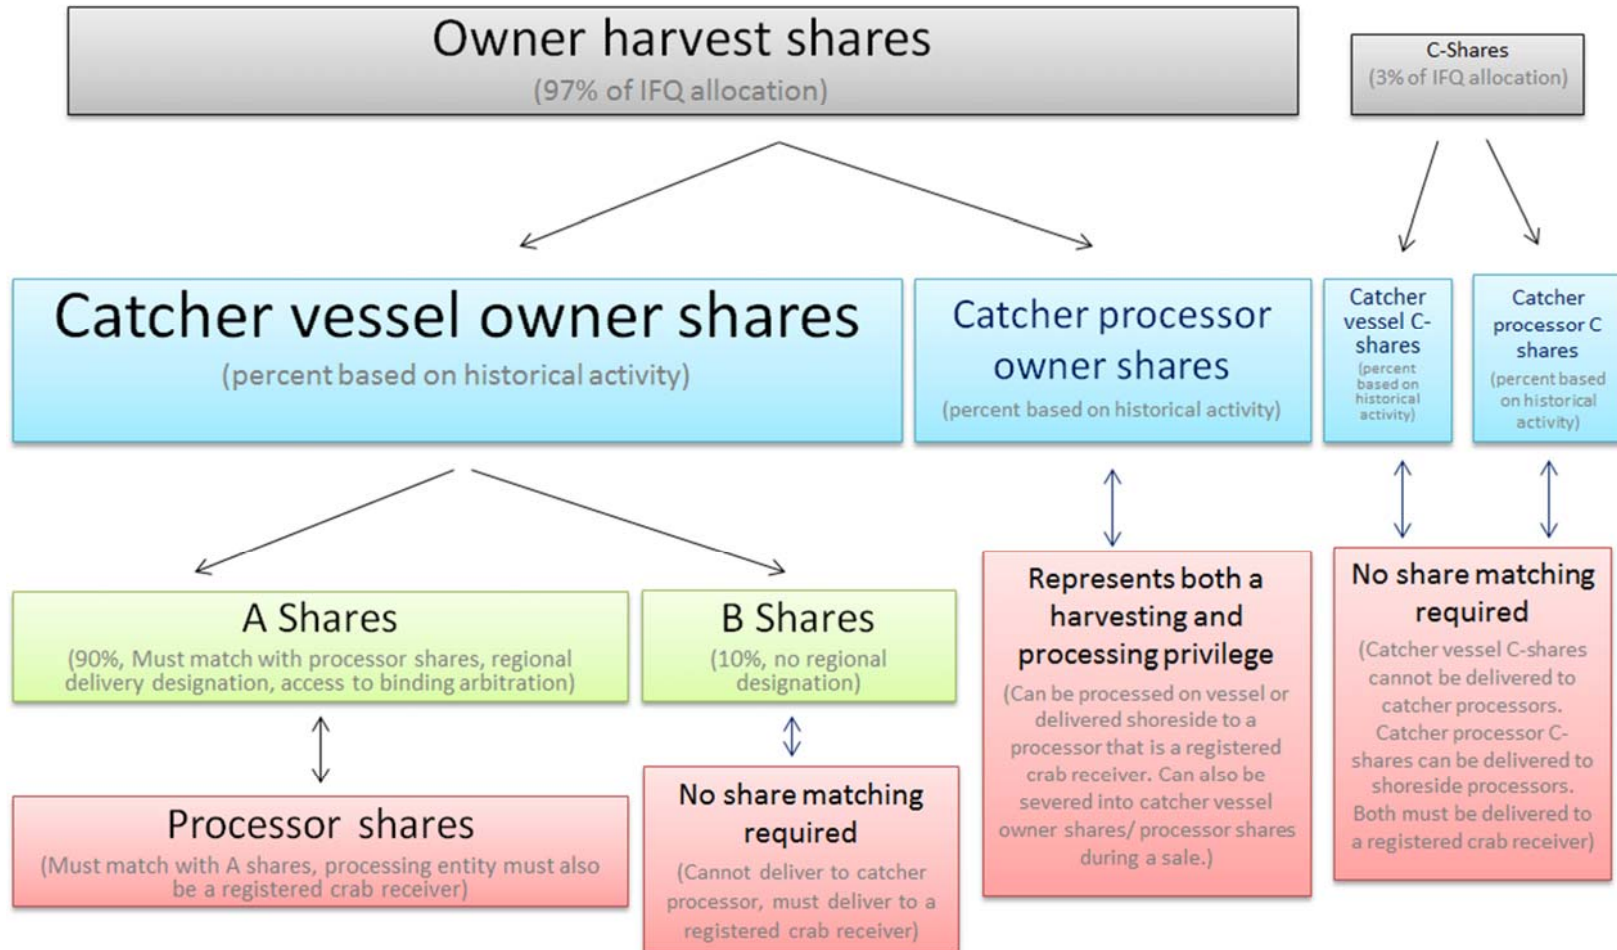 Owner harvest shares
(97% of IFQ allocation)
C-Shares
(3% of IFQ allocation)
Catcher vessel owner shares
(percent based on historical activity)
Catcher processor
owner shares
(percent based on historical activity)
Catcher
vessel C-
shares
(percent
based on
historical
activity)
Catcher
processor C
shares
(percent based
on historical
activity)
A Shares
(90%, Must match with processor shares, regional
delivery designation, access to binding arbitration)
B Shares
(10%, no regional
designation)
Represents both a
harvesting and
processing privilege
(Can be processed on vessel or
delivered shoreside to a
processor that is a registered
crab receiver. Can also be
severed into catcher vessel
owner shares/ processor shares
during a sale.)
No share matching
required
(Catcher vessel C-shares
cannot be delivered to
catcher processors.
Catcher processor C-
shares can be delivered to
shoreside processors.
Both must be delivered to
a registered crab receiver)
Processor shares
(Must match with A shares, processing entity must also
be a registered crab receiver)
No share matching
required
(Cannot deliver to catcher
processor, must deliver to a
registered crab receiver)